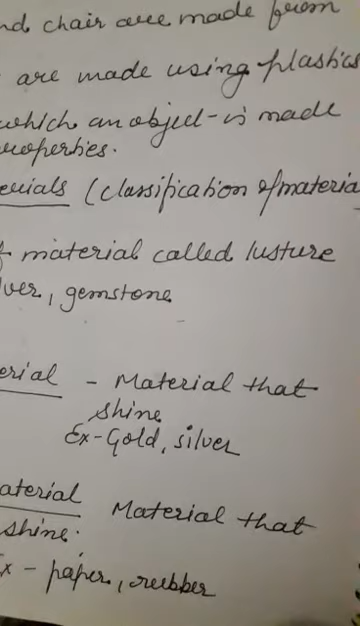 nd chair are made from
are made using plastics
which an object is made
roperties.
erials (Classification of materia
f material called lusture
lver, gemstone
erial - Material that
shine
Ex-Gold, silver
aterial Material that
shine.
x - paper, rubber